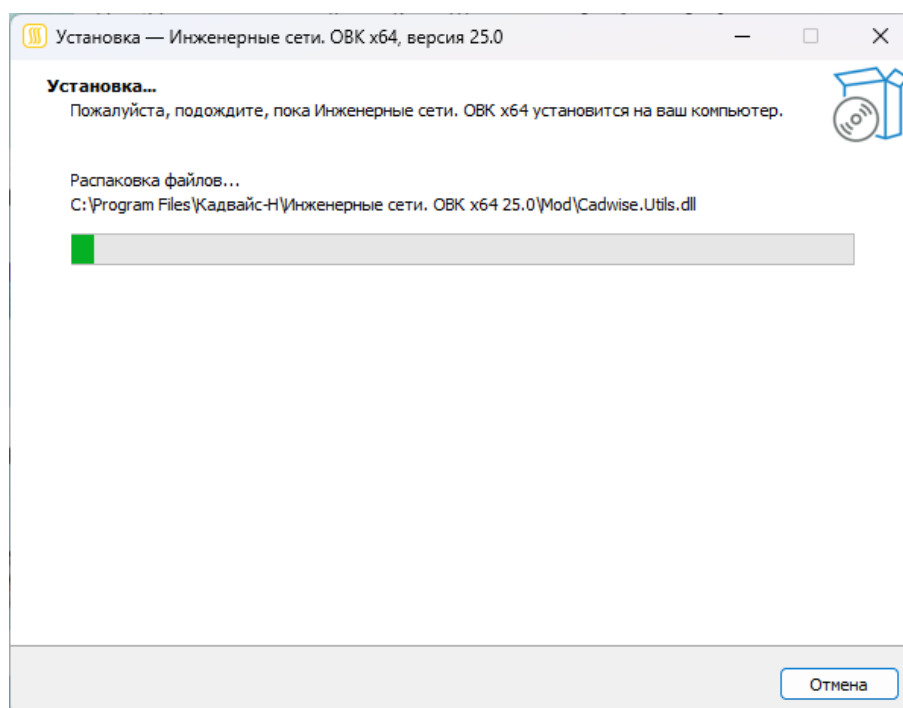 Установка — Инженерные сети. ОВК x64, версия 25.0
Установка...
Пожалуйста, подождите, пока Инженерные сети. ОВК x64 установится на ваш компьютер.
Распаковка файлов...
C:\Program Files\Кадвайс-Н\Инженерные сети. ОВК x64 25.0\Mod\Cadwise.Utils.dll
Отмена